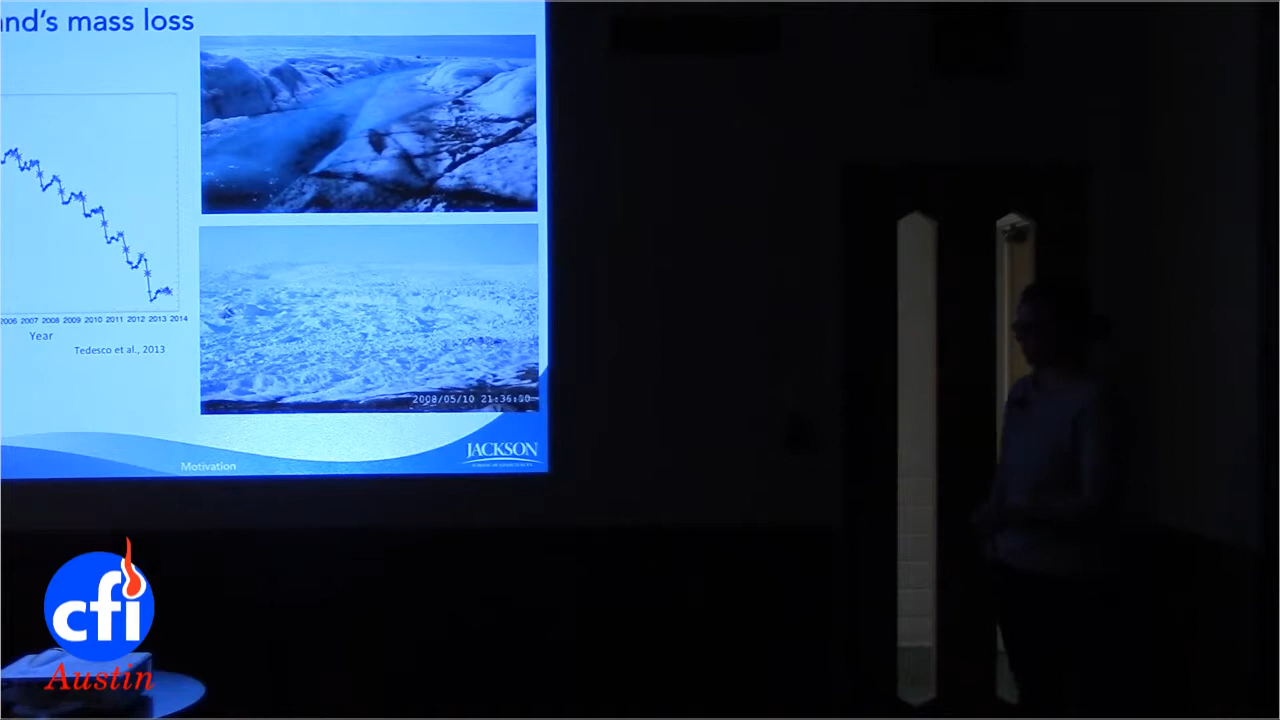 and's mass loss
2006 2007 2008 2009 2010 2011 2012 2013 2014
Year
Tedesco et al., 2013
2008/05/10 21:36:00
Motivation
JACKSON
cfi
Austin